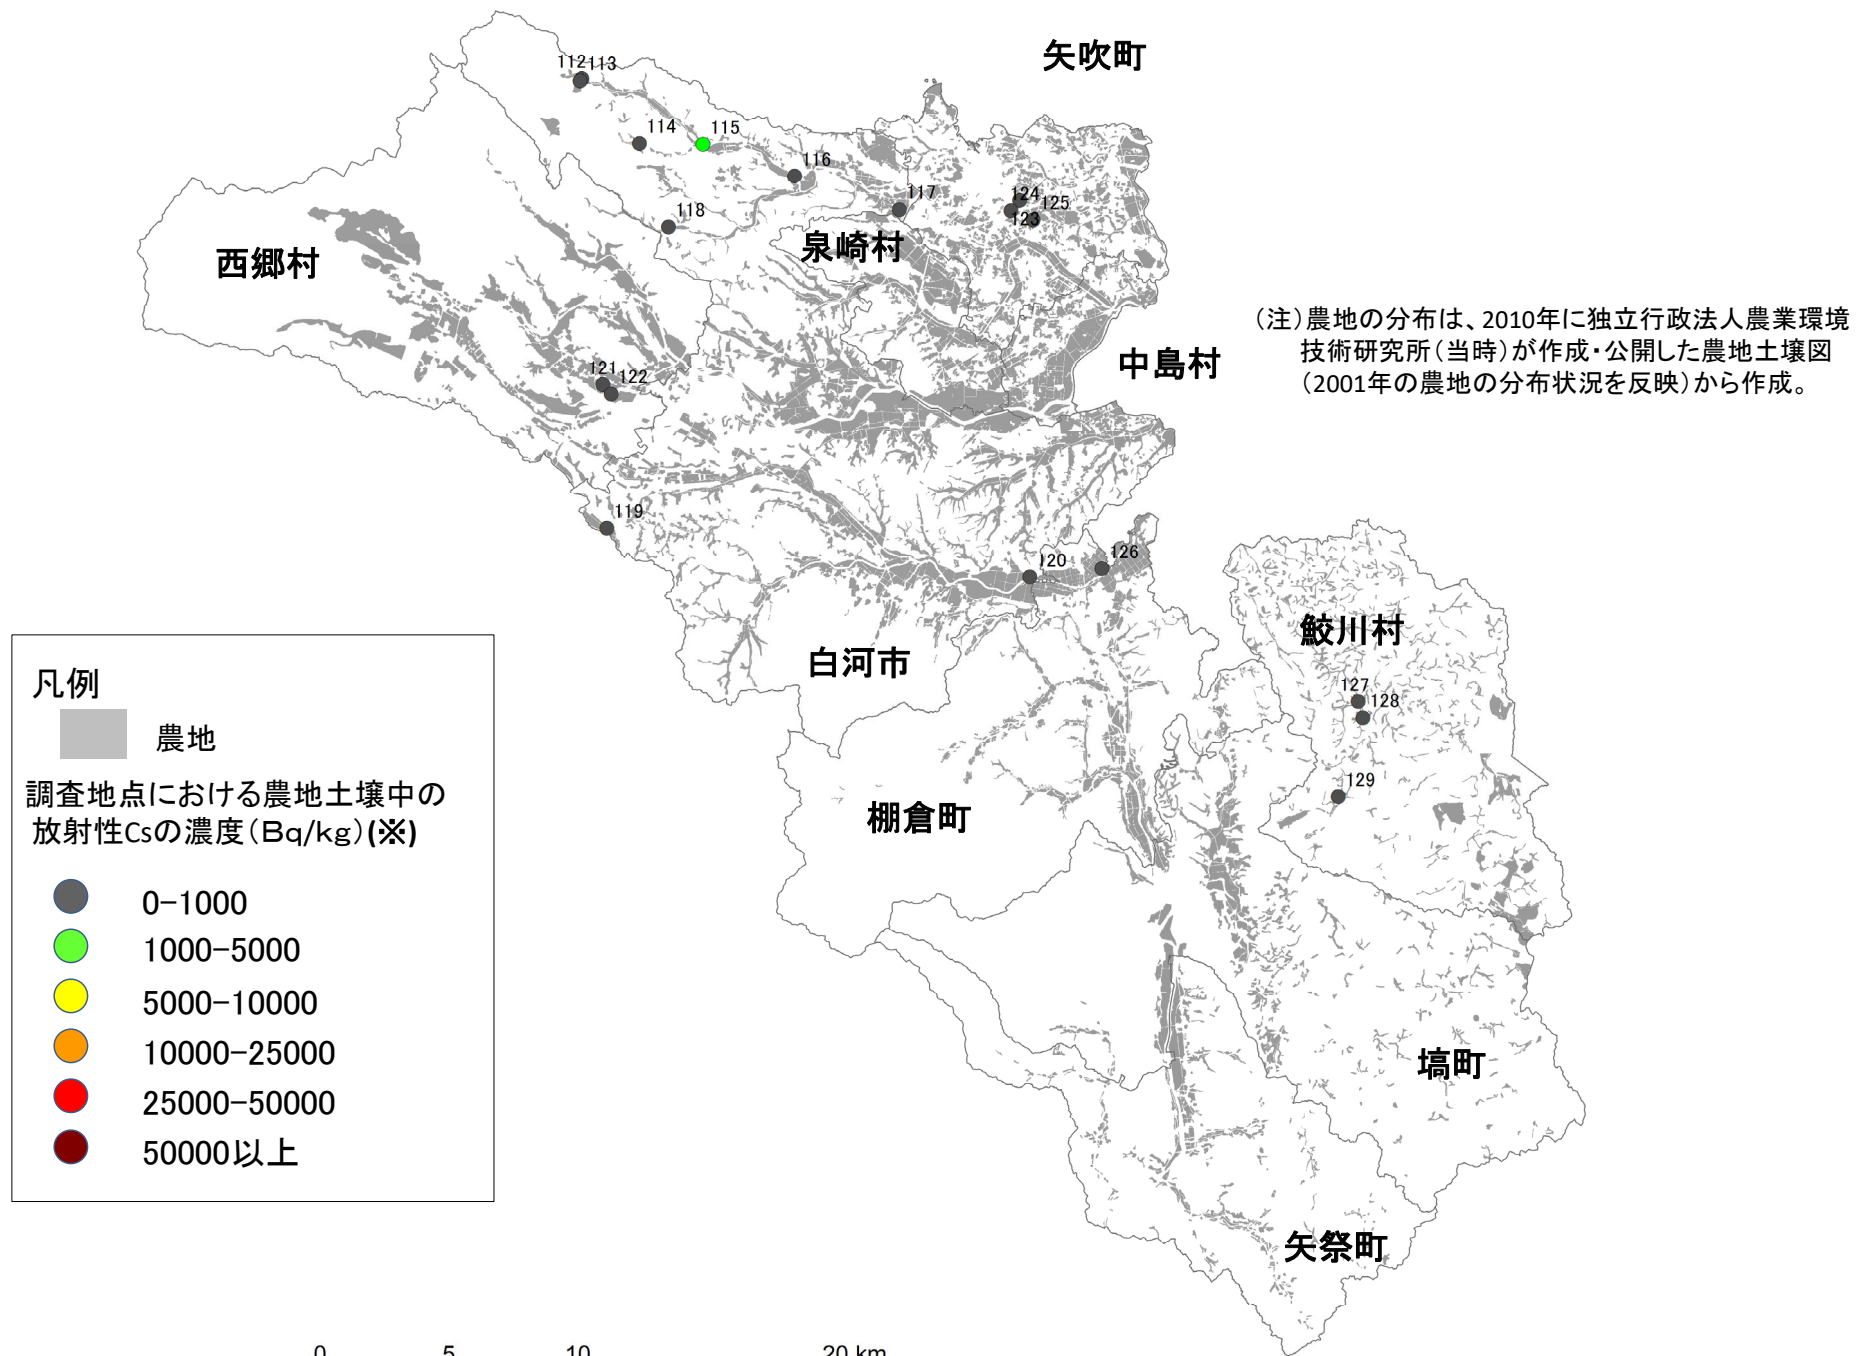 矢吹町
112 113
114
115
116
117
118
124
125
123
泉崎村
西郷村
(注)農地の分布は、2010年に独立行政法人農業環境
技術研究所(当時)が作成・公開した農地土壌図
(2001年の農地の分布状況を反映)から作成。
中島村
121
122
119
120
126
鮫川村
白河市
127
128
129
棚倉町
凡例
農地
調査地点における農地土壌中の
放射性Csの濃度(Bq/kg)(※)
0-1000
1000-5000
5000-10000
10000-25000
25000-50000
50000以上
塙町
矢祭町
0 5 10 20 km